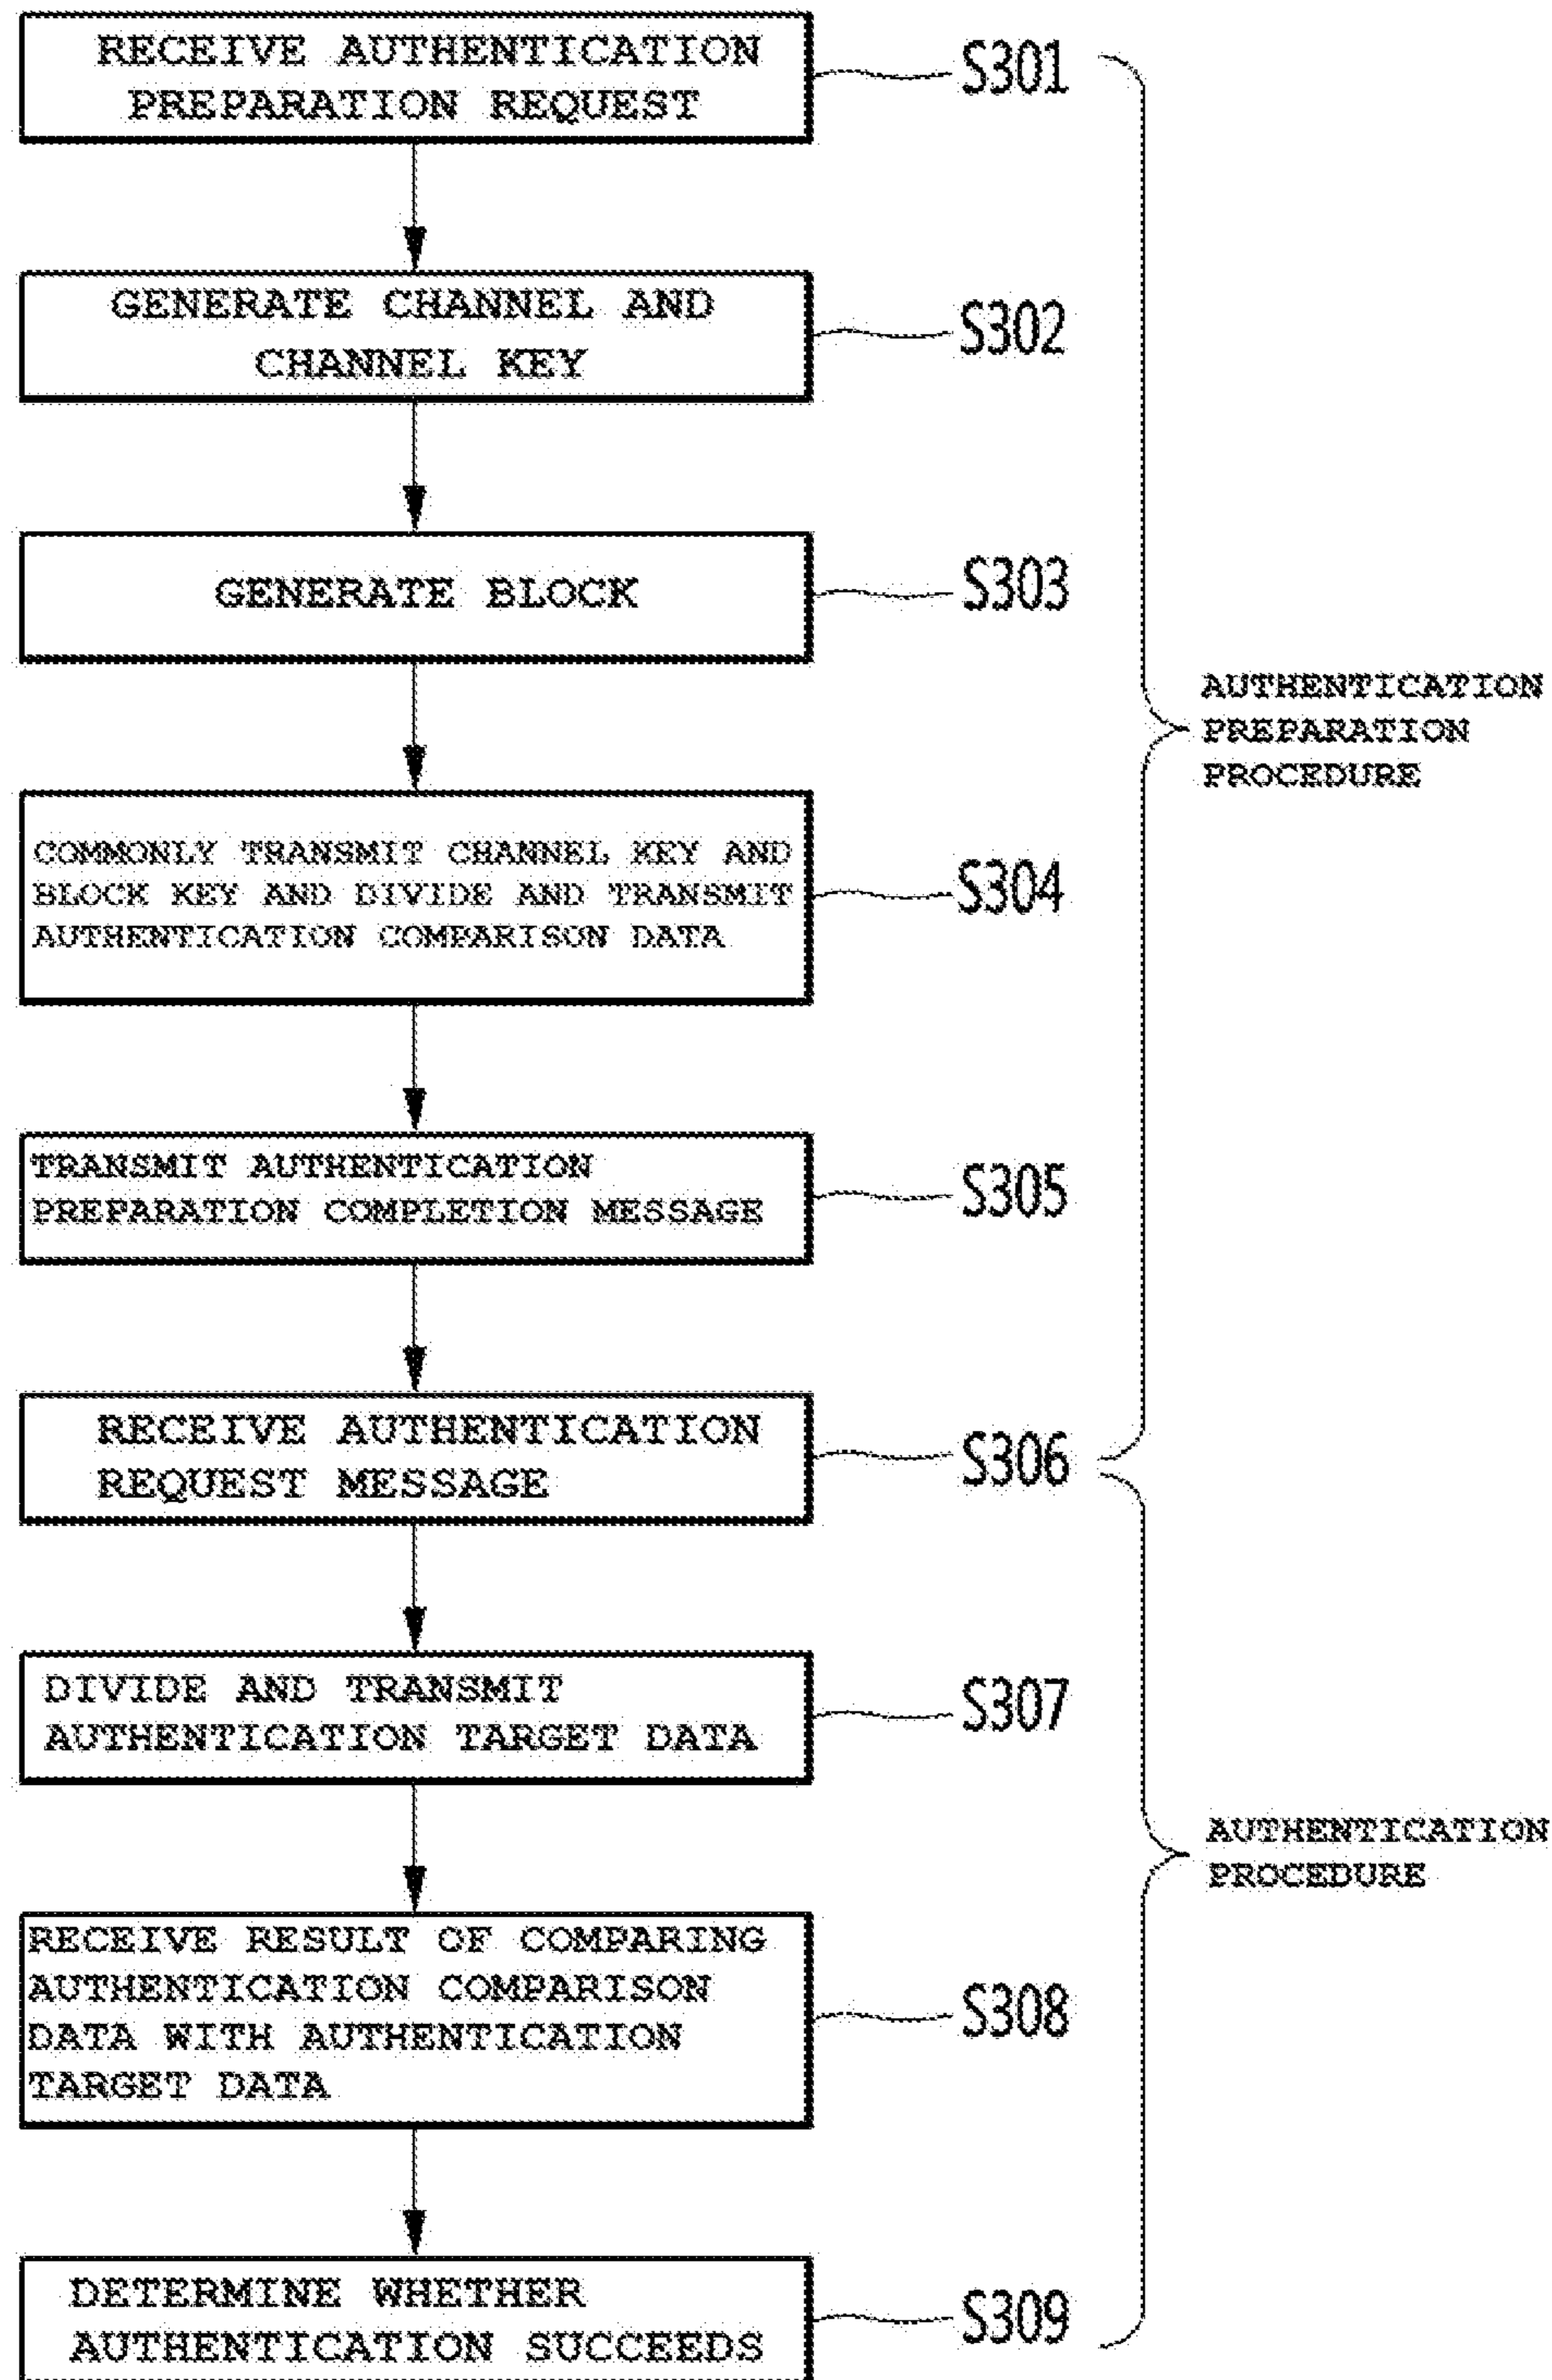 RECEIVE AUTHENTICATION
PREPARATION REQUEST
S301
GENERATE CHANNEL AND
CHANNEL KEY
S302
GENERATE BLOCK
S303
AUTHENTICATION
PREPARATION
PROCEDURE
COMMONLY TRANSMIT CHANNEL KEY AND
BLOCK KEY AND DIVIDE AND TRANSMIT
AUTHENTICATION COMPARISON DATA
S304
TRANSMIT AUTHENTICATION
PREPARATION COMPLETION MESSAGE
S305
RECEIVE AUTHENTICATION
REQUEST MESSAGE
S306
DIVIDE AND TRANSMIT
AUTHENTICATION TARGET DATA
S307
AUTHENTICATION
PROCEDURE
RECEIVE RESULT OF COMPARING
AUTHENTICATION COMPARISON
DATA WITH AUTHENTICATION
TARGET DATA
S308
DETERMINE WHETHER
AUTHENTICATION SUCCEEDS
S309